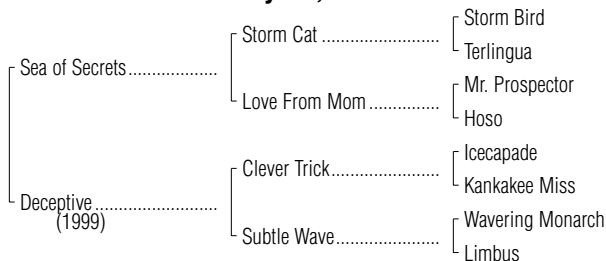 Storm Bird
Storm Cat ........................
Terlingua
Sea of Secrets...................
Mr. Prospector
Love From Mom ..............
Hoso
Icecapade
Clever Trick......................
Kankakee Miss
Deceptive .........................
(1999)
Wavering Monarch
Subtle Wave.....................
Limbus